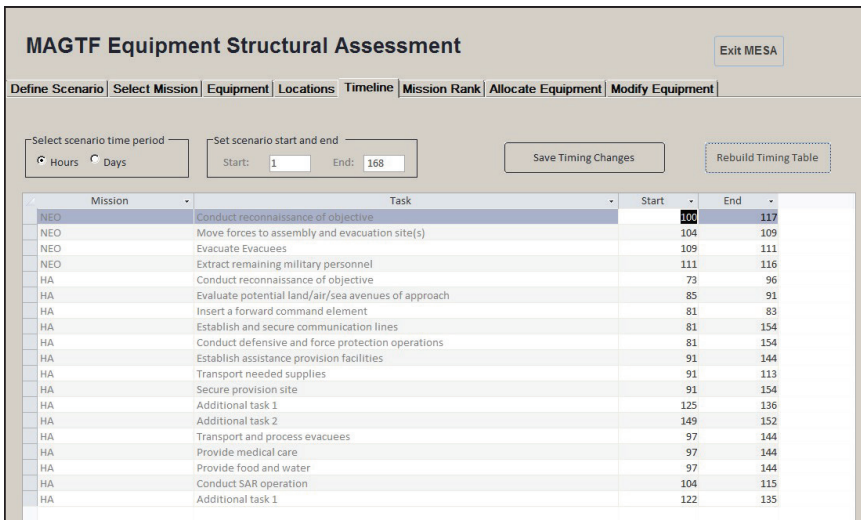 MAGTF Equipment Structural Assessment
Exit MESA
Define Scenario Select Mission Equipment Locations Timeline Mission Rank Allocate Equipment Modify Equipment
Select scenario time period Set scenario start and end
Hours Days Start: 1 End: 168 Save Timing Changes Rebuild Timing Table
Mission Task Start End
NEO Conduct reconnaissance of objective 100 117
NEO Move forces to assembly and evacuation site(s) 104 109
NEO Evacuate Evacuees 109 111
NEO Extract remaining military personnel 111 116
HA Conduct reconnaissance of objective 73 96
HA Evaluate potential land/air/sea avenues of approach 85 91
HA Insert a forward command element 81 83
HA Establish and secure communication lines 81 154
HA Conduct defensive and force protection operations 81 154
HA Establish assistance provision facilities 91 144
HA Transport needed supplies 91 113
HA Secure provision site 91 154
HA Additional task 1 125 136
HA Additional task 2 149 152
HA Transport and process evacuees 97 144
HA Provide medical care 97 144
HA Provide food and water 97 144
HA Conduct SAR operation 104 115
HA Additional task 1 122 135